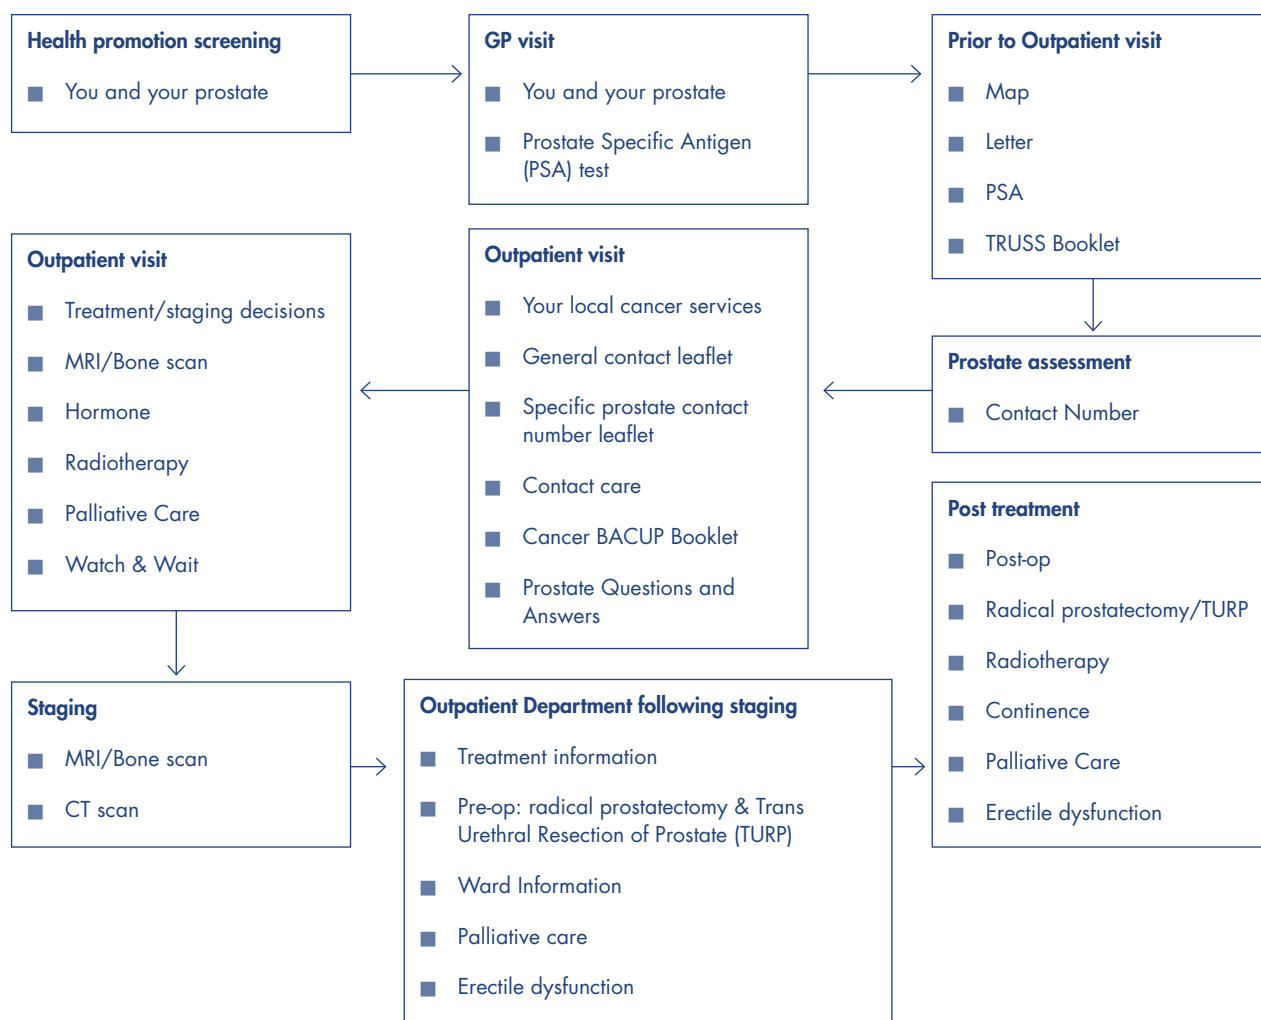 Health promotion screening
You and your prostate
GP visit
You and your prostate
Prostate Specific Antigen
(PSA) test
Prior to Outpatient visit
Map
Letter
PSA
TRUSS Booklet
Prostate assessment
Contact Number
Outpatient visit
Your local cancer services
General contact leaflet
Specific prostate contact
number leaflet
Contact care
Cancer BACUP Booklet
Prostate Questions and
Answers
Outpatient visit
Treatment/staging decisions
MRI/Bone scan
Hormone
Radiotherapy
Palliative Care
Watch & Wait
Staging
MRI/Bone scan
CT scan
Outpatient Department following staging
Treatment information
Pre-op: radical prostatectomy & Trans
Urethral Resection of Prostate (TURP)
Ward Information
Palliative care
Erectile dysfunction
Post treatment
Post-op
Radical prostatectomy/TURP
Radiotherapy
Continence
Palliative Care
Erectile dysfunction